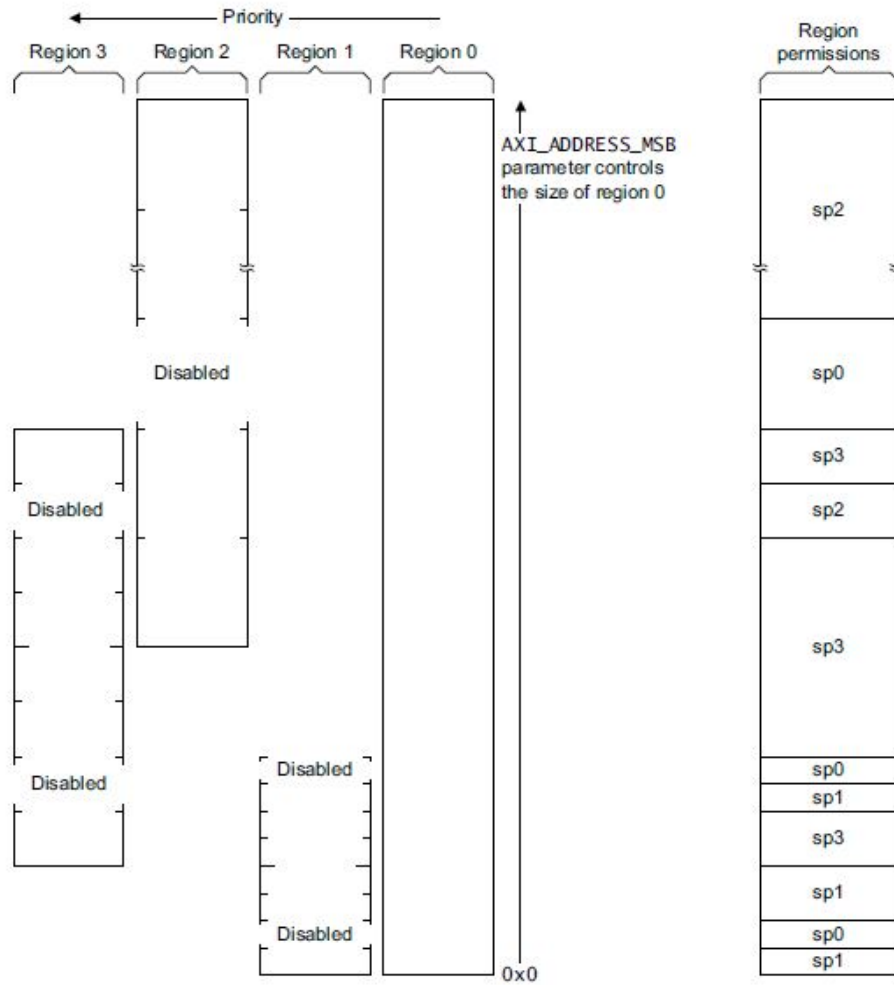 Priority
Region 3
Region 2
Region 1
Region 0
Region
permissions
AXI_ADDRESS_MSB
parameter controls
the size of region 0
sp2
Disabled
sp0
sp3
Disabled
sp2
sp3
Disabled
Disabled
sp0
sp1
sp3
sp1
Disabled
sp0
sp1
0x0